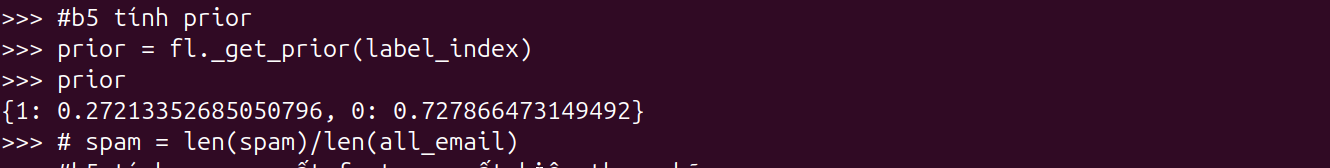 >>> #b5 tính prior
>>> prior = fl._get_prior(label_index)
>>> prior
{1: 0.27213352685050796, 0: 0.727866473149492}
>>> # spam = len(spam)/len(all_email)